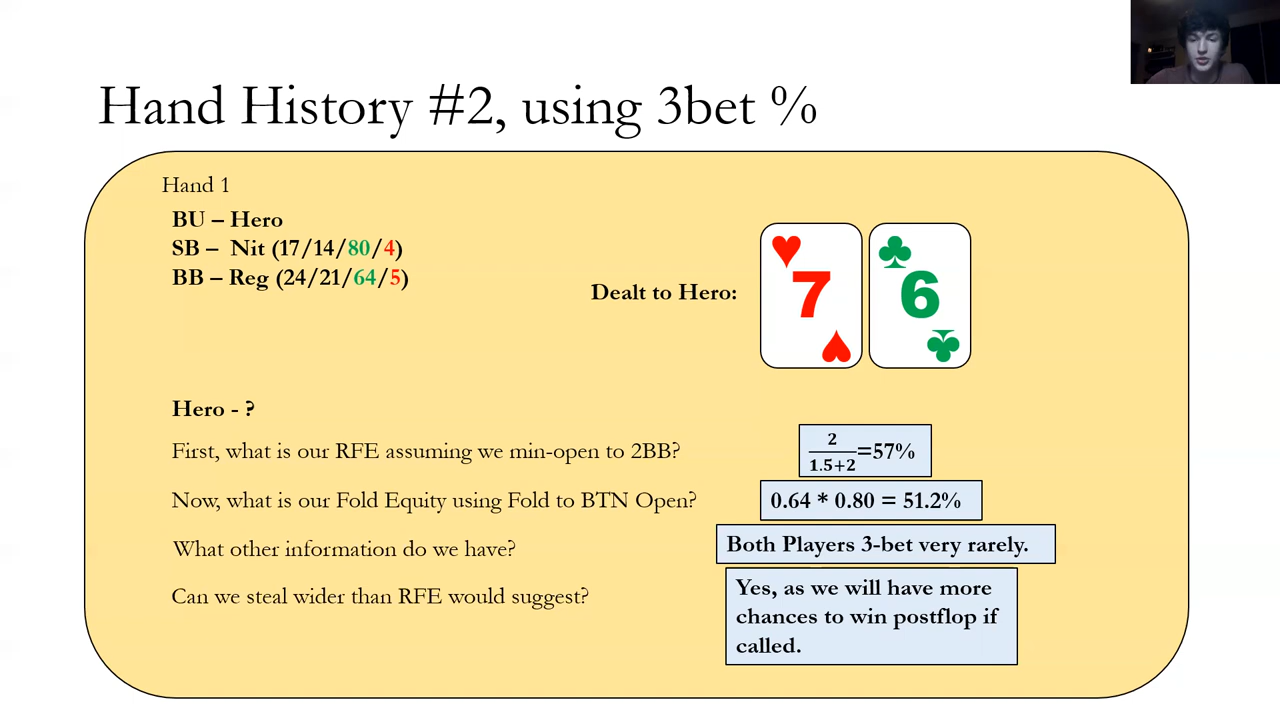 Hand History #2, using 3bet %
Hand 1
BU – Hero
SB – Nit (17/14/80/4)
BB – Reg (24/21/64/5)
Dealt to Hero:
7
6
Hero - ?
First, what is our RFE assuming we min-open to 2BB?
2
1.5+2
=57%
Now, what is our Fold Equity using Fold to BTN Open?
0.64 * 0.80 = 51.2%
What other information do we have?
Both Players 3-bet very rarely.
Can we steal wider than RFE would suggest?
Yes, as we will have more
chances to win postflop if
called.